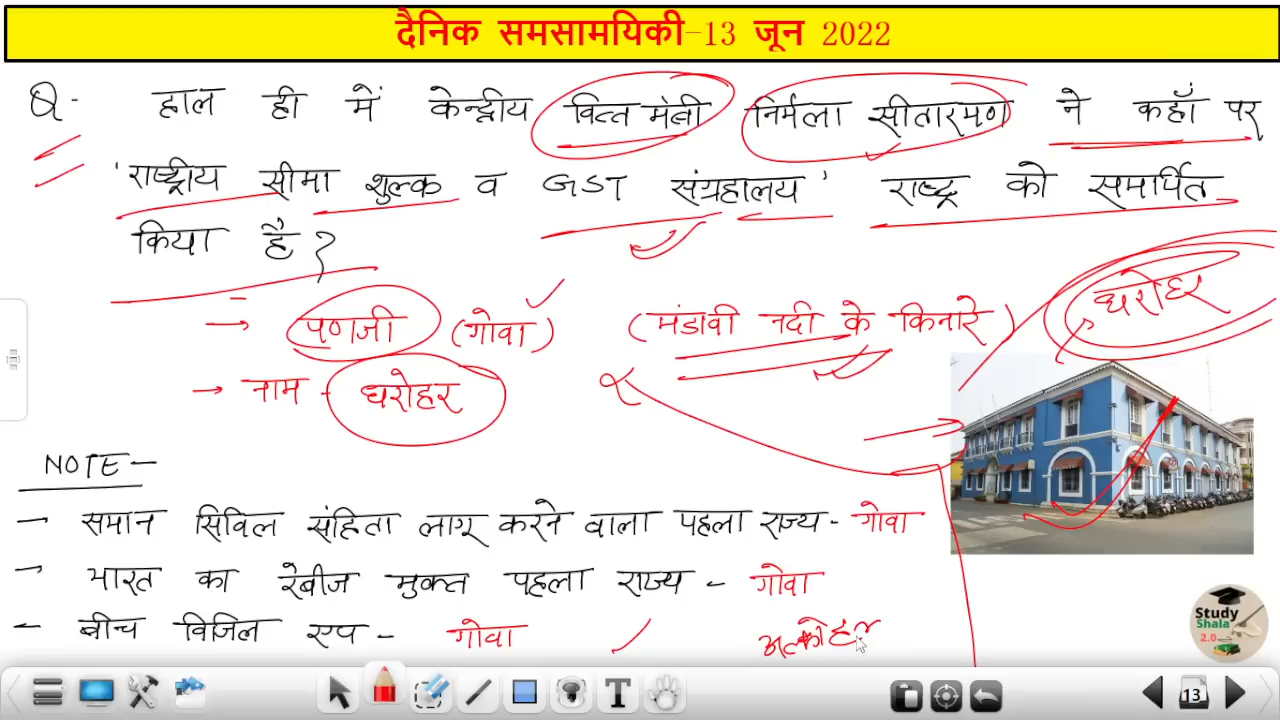 दैनिक समसामयिकी-13 जून 2022
Q- हाल ही में केन्द्रीय वित्त मंत्री निर्मला सीतारमण ने कहाँ पर
'राष्ट्रीय सीमा शुल्क व GST संग्रहालय' राष्ट्र को समर्पित
किया है?
→ पणजी (गोवा) (मंडावी नदी के किनारे)
धरोहर
→ नाम - धरोहर
NOTE-
- समान सिविल संहिता लागू करने वाला पहला राज्य- गोवा
- भारत का रेबीज मुक्त पहला राज्य - गोवा
- बीच विजिल एप - गोवा
Study
Shala
2.0
13